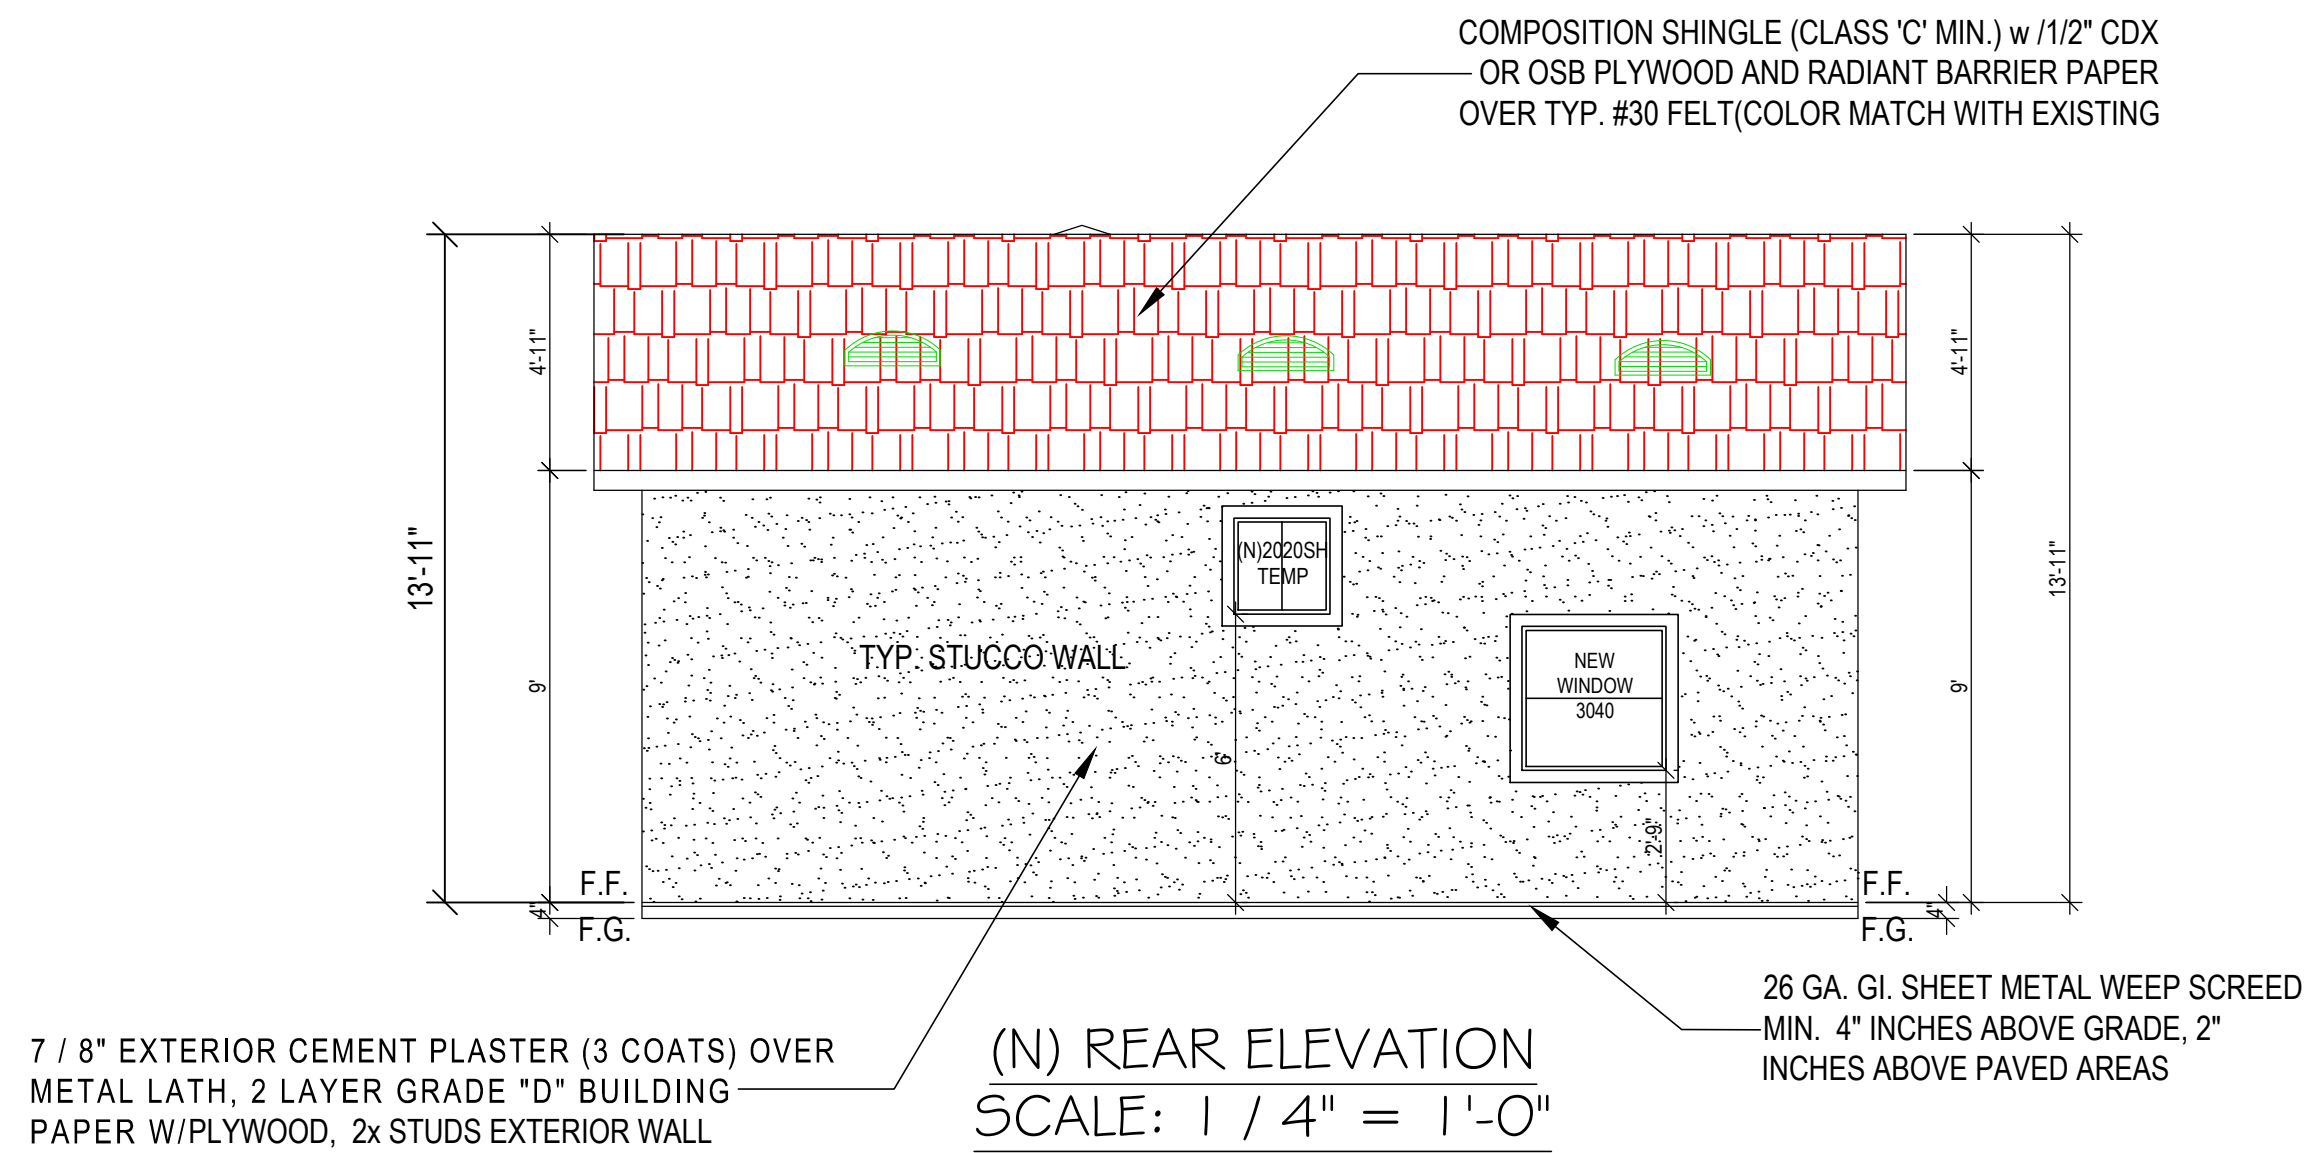 COMPOSITION SHINGLE (CLASS 'C' MIN.) w /1/2" CDX
OR OSB PLYWOOD AND RADIANT BARRIER PAPER
OVER TYP. #30 FELT(COLOR MATCH WITH EXISTING
4'-11"
4'-11"
13'-11"
13'-11"
(N)2020SH
TEMP
TYP. STUCCO WALL
NEW
WINDOW
3040
9'
9'
6'
2'-9"
F.F.
F.F.
4"
4"
F.G.
F.G.
26 GA. GI. SHEET METAL WEEP SCREED
MIN. 4" INCHES ABOVE GRADE, 2"
INCHES ABOVE PAVED AREAS
7 / 8" EXTERIOR CEMENT PLASTER (3 COATS) OVER
METAL LATH, 2 LAYER GRADE "D" BUILDING
PAPER W/PLYWOOD, 2x STUDS EXTERIOR WALL
(N) REAR ELEVATION
SCALE: 1 / 4" = 1'-0"